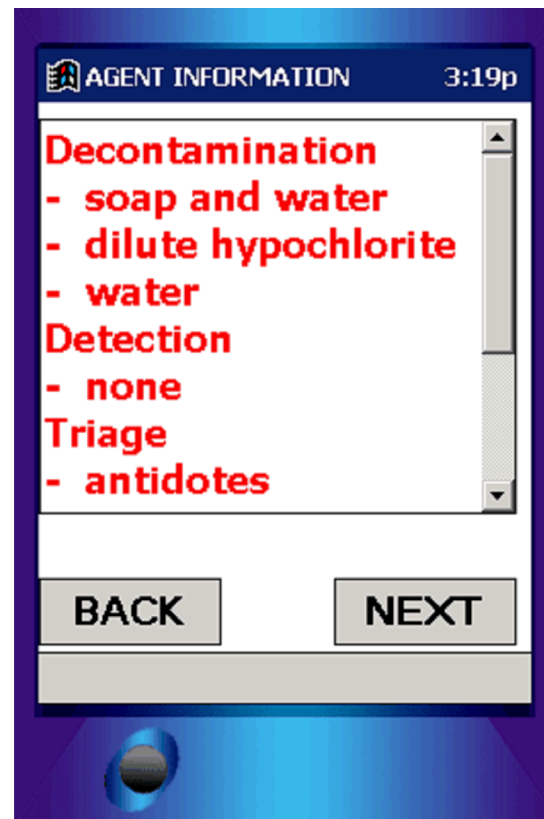 AGENT INFORMATION 3:19p
Decontamination
- soap and water
- dilute hypochlorite
- water
Detection
- none
Triage
- antidotes
BACK NEXT